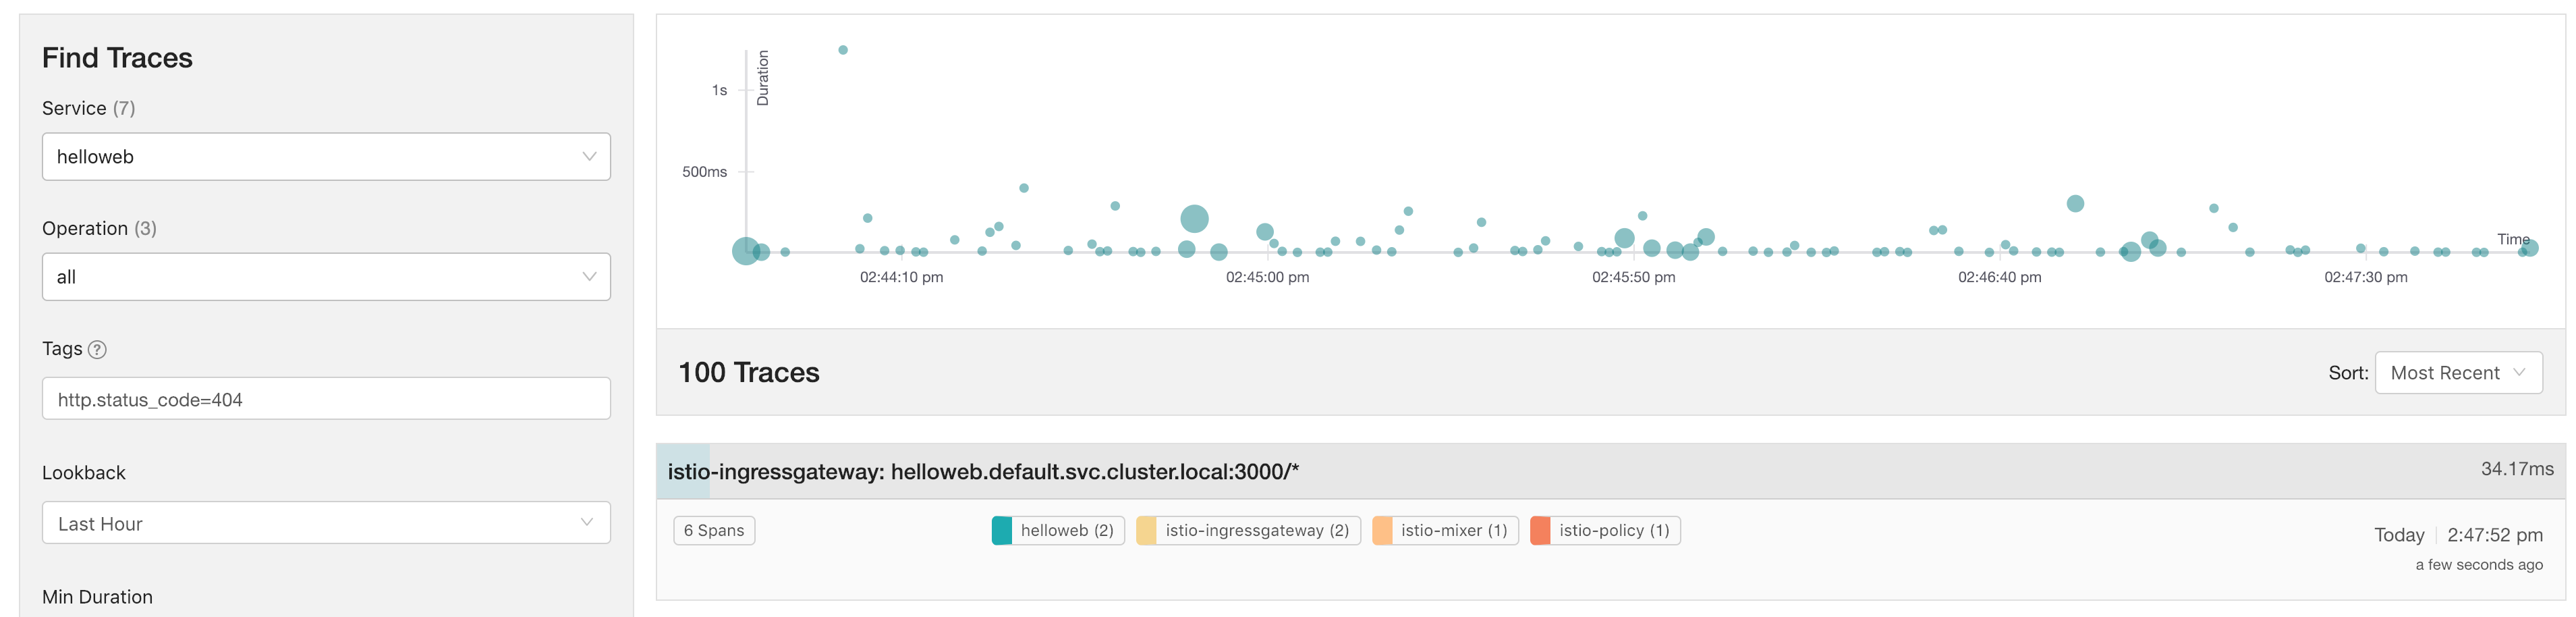 Find Traces
Service (7)
helloweb
Operation (3)
all
Tags ?
http.status_code=404
Lookback
Last Hour
Min Duration
Duration
1s
500ms
Time
02:44:10 pm
02:45:00 pm
02:45:50 pm
02:46:40 pm
02:47:30 pm
100 Traces
Sort: Most Recent
istio-ingressgateway: helloweb.default.svc.cluster.local:3000/*
34.17ms
6 Spans
helloweb (2)
istio-ingressgateway (2)
istio-mixer (1)
istio-policy (1)
Today 2:47:52 pm
a few seconds ago